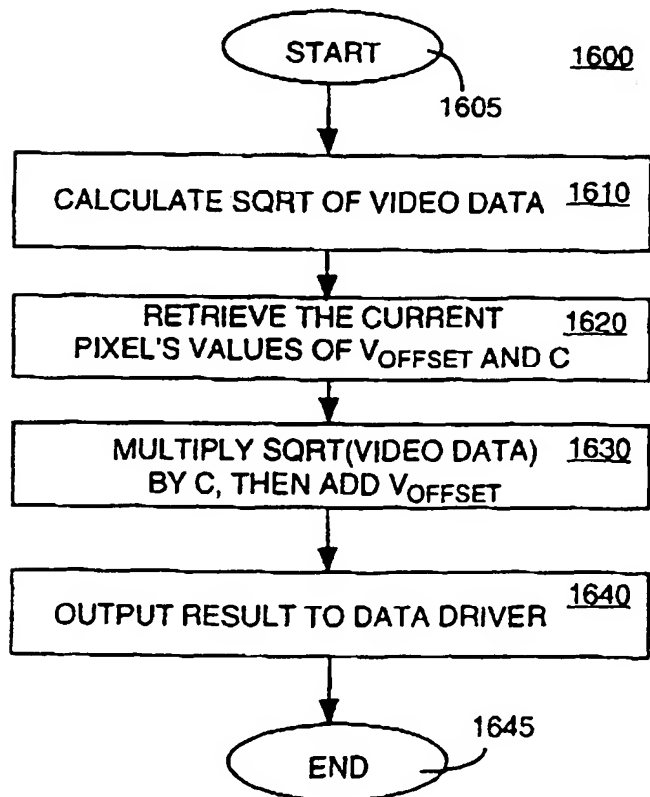 START
1600
1605
CALCULATE SQRT OF VIDEO DATA 1610
RETRIEVE THE CURRENT
PIXEL'S VALUES OF VOFFSET AND C
1620
MULTIPLY SQRT(VIDEO DATA)
BY C, THEN ADD VOFFSET
1630
OUTPUT RESULT TO DATA DRIVER
1640
1645
END